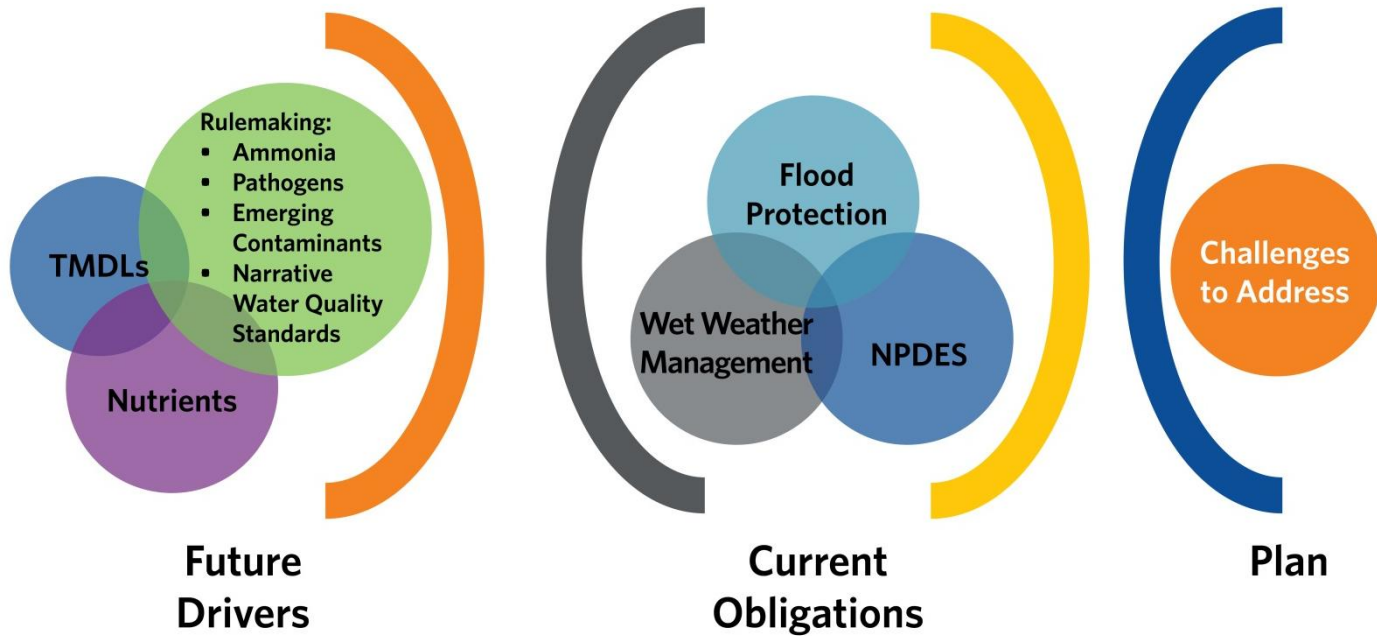 Rulemaking:
▪ Ammonia
▪ Pathogens
▪ Emerging
Contaminants
▪ Narrative
Water Quality
Standards
TMDLs
Nutrients
Future
Drivers
Flood
Protection
Wet Weather
Management
NPDES
Current
Obligations
Challenges
to Address
Plan